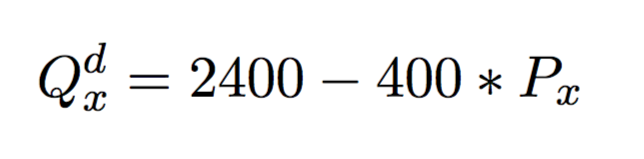 Q_x^d = 2400 − 400 * P_x